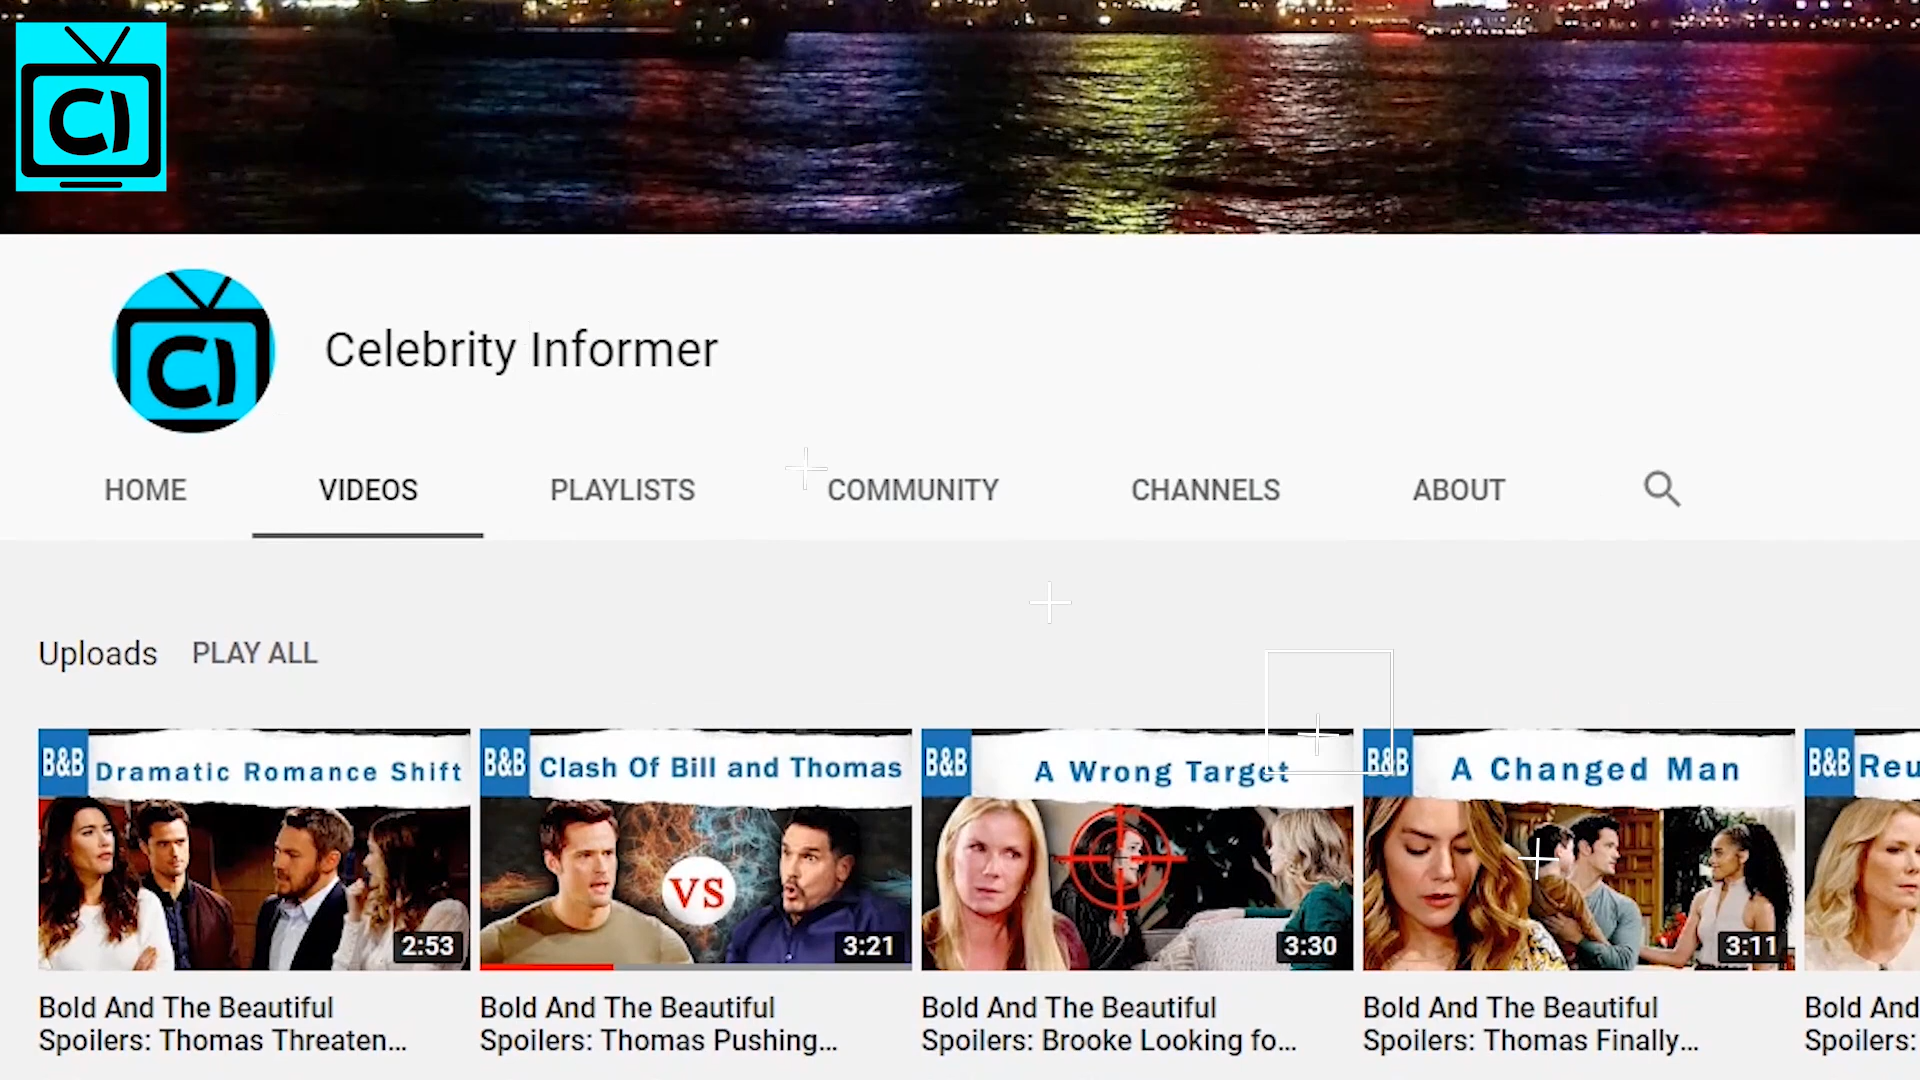 CI
CI
Celebrity Informer
HOME
VIDEOS
PLAYLISTS
COMMUNITY
CHANNELS
ABOUT
Uploads
PLAY ALL
B&B
Dramatic Romance Shift
2:53
B&B
Clash Of Bill and Thomas
VS
3:21
B&B
A Wrong Target
3:30
B&B
A Changed Man
3:11
B&B
Reu
Bold And The Beautiful
Spoilers: Thomas Threaten...
Bold And The Beautiful
Spoilers: Thomas Pushing...
Bold And The Beautiful
Spoilers: Brooke Looking fo...
Bold And The Beautiful
Spoilers: Thomas Finally...
Bold And
Spoilers: